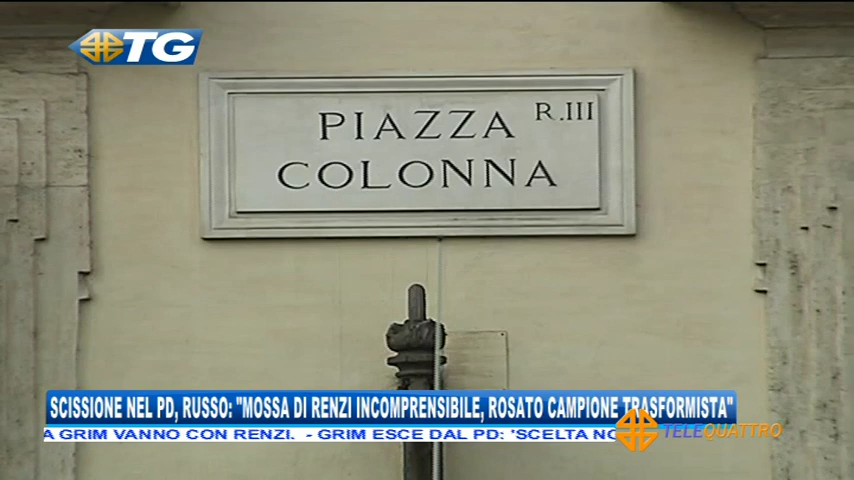 TG
PIAZZA R.III
COLONNA
SCISSIONE NEL PD, RUSSO: "MOSSA DI RENZI INCOMPRENSIBILE, ROSATO CAMPIONE TRASFORMISTA"
A GRIM VANNO CON RENZI. - GRIM ESCE DAL PD: "SCELTA NO
TELEQUATTRO